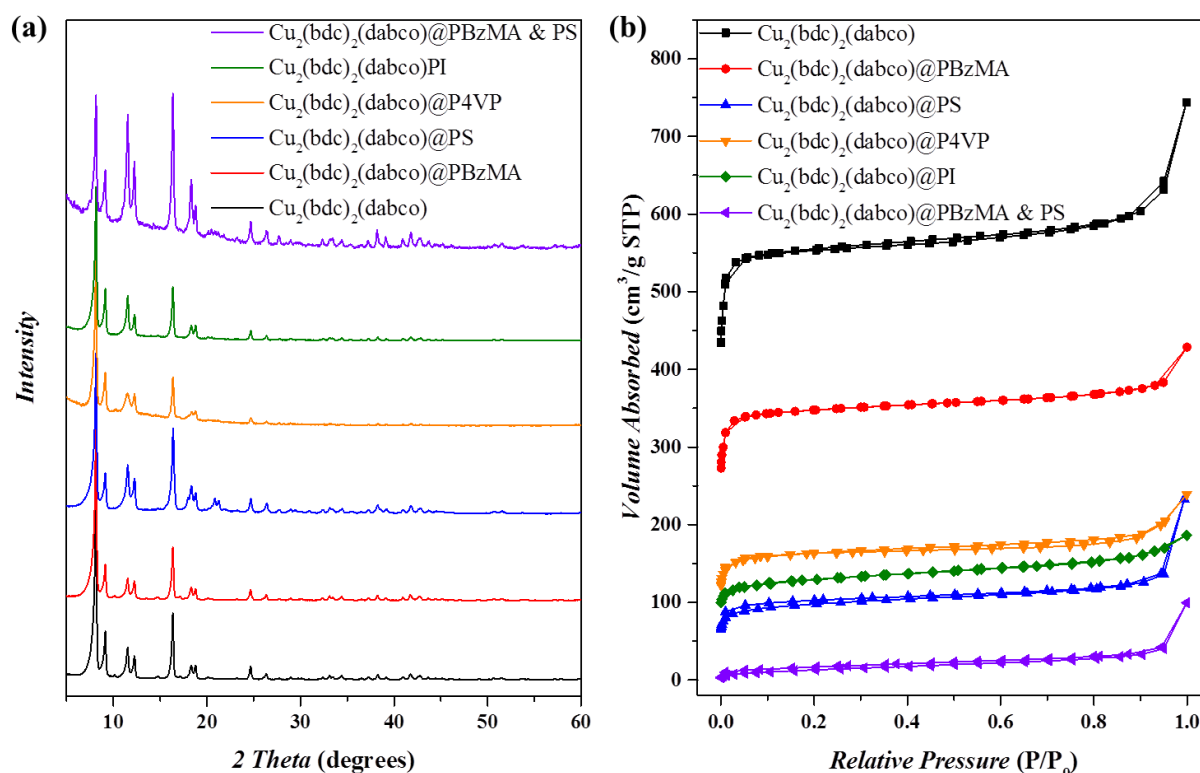 (a)
Cu2(bdc)2(dabco)@PBzMA & PS
Cu2(bdc)2(dabco)PI
Cu2(bdc)2(dabco)@P4VP
Cu2(bdc)2(dabco)@PS
Cu2(bdc)2(dabco)@PBzMA
Cu2(bdc)2(dabco)
Intensity
10 20 30 40 50 60
2 Theta (degrees)
(b)
Cu2(bdc)2(dabco)
Cu2(bdc)2(dabco)@PBzMA
Cu2(bdc)2(dabco)@PS
Cu2(bdc)2(dabco)@P4VP
Cu2(bdc)2(dabco)@PI
Cu2(bdc)2(dabco)@PBzMA & PS
Volume Absorbed (cm3/g STP)
800
700
600
500
400
300
200
100
0
0.0 0.2 0.4 0.6 0.8 1.0
Relative Pressure (P/P0)